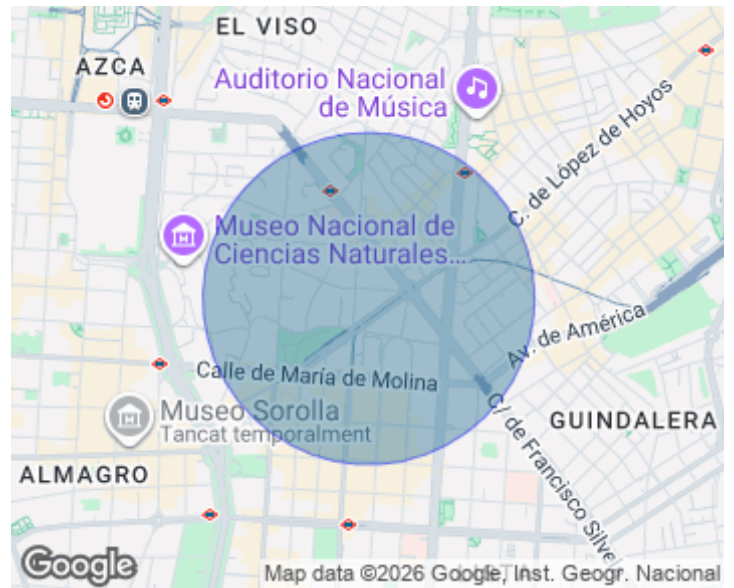 EL VISO
AZCA
Auditorio Nacional
de Música
C. de López de Hoyos
Museo Nacional de
Ciencias Naturales...
Av. de América
Calle de María de Molina
Museo Sorolla
Tancat temporalment
C/ de Francisco Silve
GUINDALERA
ALMAGRO
Google
Map data ©2026 Google, Inst. Geogr. Nacional